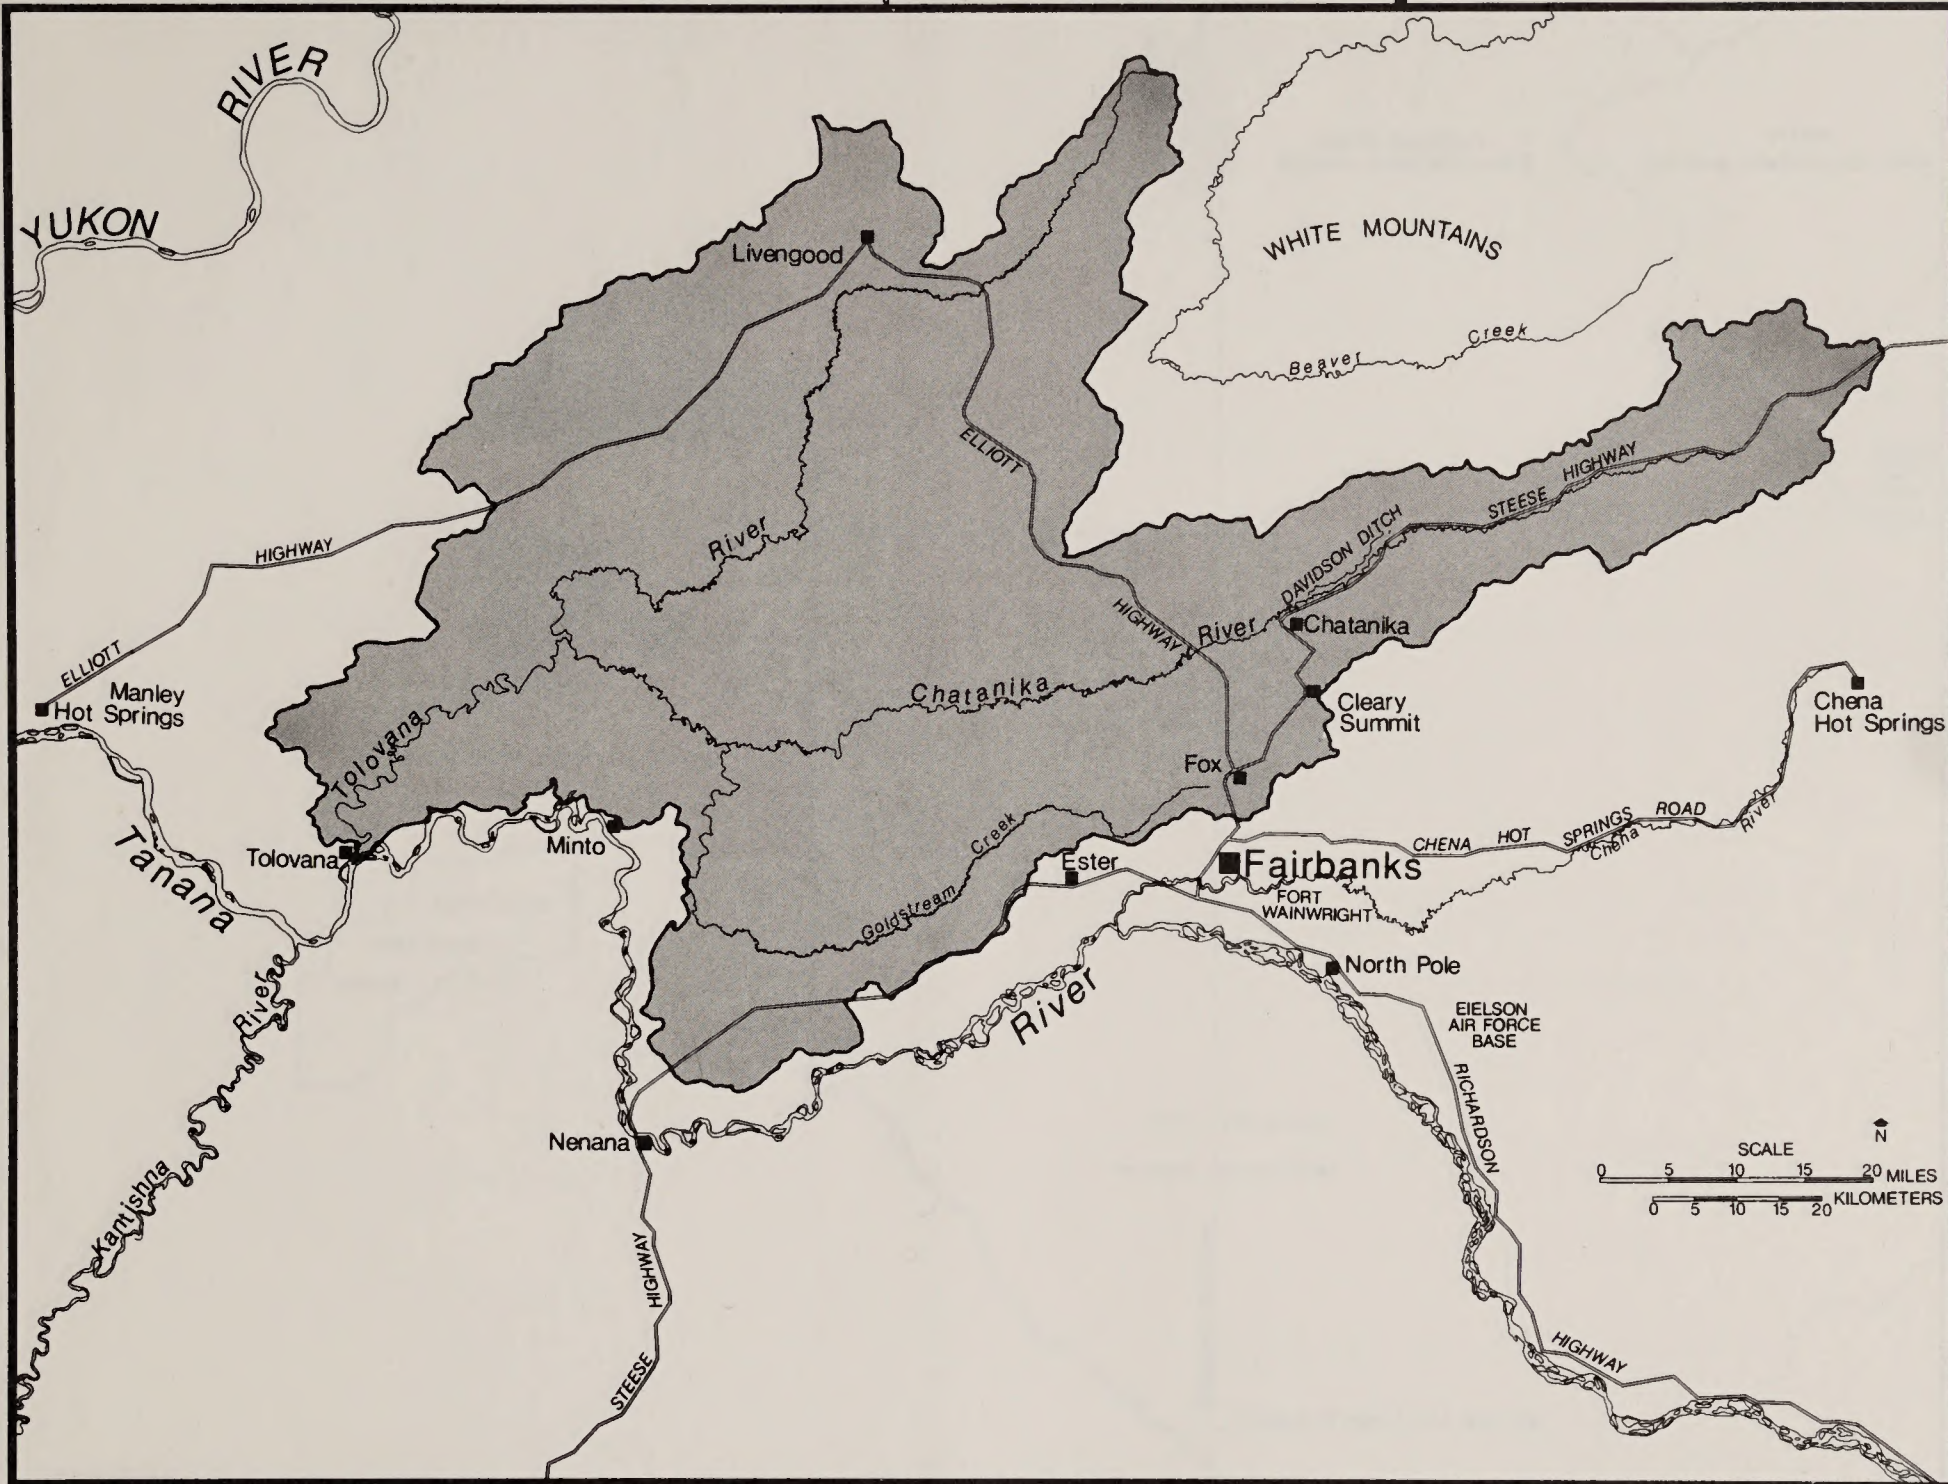 YUKON RIVER
WHITE MOUNTAINS
Livengood
Beaver Creek
ELLIOTT
HIGHWAY
STEESE HIGHWAY
DAVIDSON DITCH
River
HIGHWAY
River
Chatanika
ELLIOTT
HIGHWAY
Manley
Hot Springs
Chatanika
Tolovana
Cleary
Summit
Chena
Hot Springs
Fox
Tolovana
Minto
Creek
Goldstream
Ester
Fairbanks
CHENA HOT SPRINGS ROAD
Chena River
FORT
WAINWRIGHT
Tanana
River
North Pole
EIELSON
AIR FORCE
BASE
RICHARDSON
River
Kantishna
Nenana
HIGHWAY
STEESE
HIGHWAY
N
SCALE
0 5 10 15 20 MILES
KILOMETERS
0 5 10 15 20